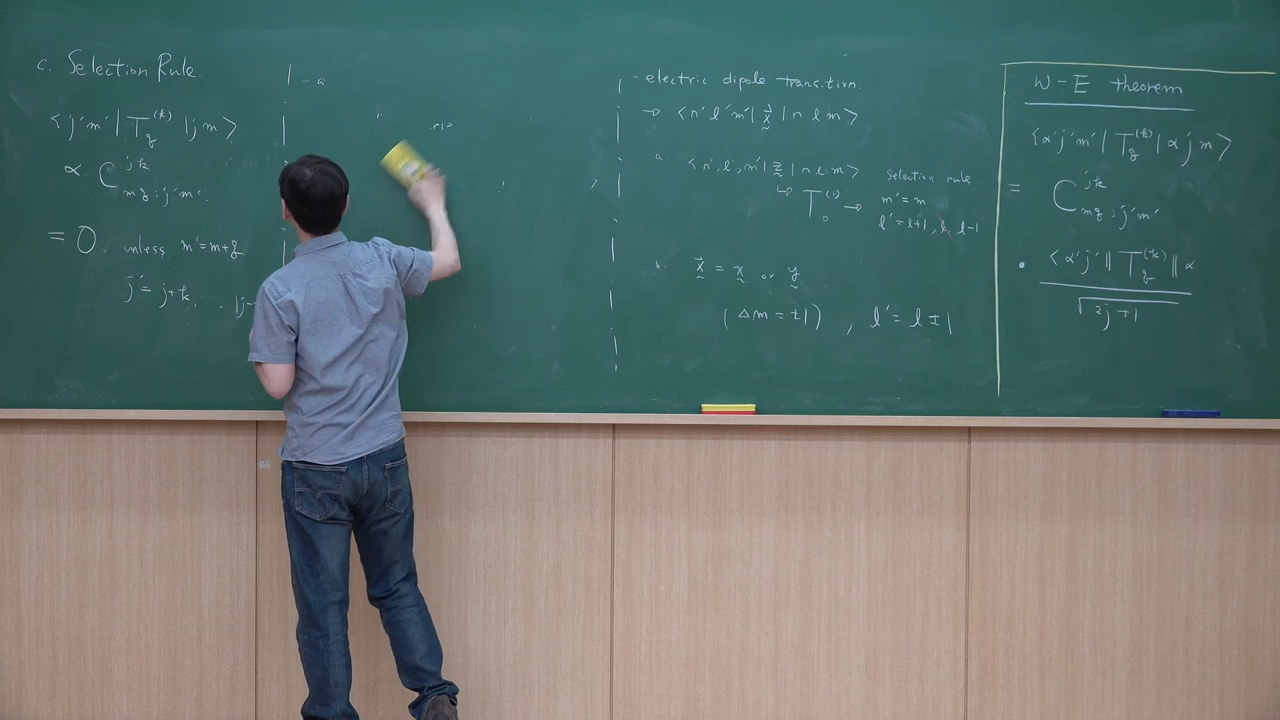 c. Selection Rule.
⟨j'm'| T_q^(k) |jm⟩
∝ C^{jk}_{mq;j'm'}
= 0 unless m'=m+q
j' = j+k, ..., |j-
- a
- electric dipole transition.
→ ⟨n'l'm'| x⃗ |nlm⟩
a. ⟨n',l',m'| z |nlm⟩
↳ T_0^(1) →
selection rule
m'=m
l'=l+1, l, l-1
b. x⃗ = x or y
(Δm = ±1), l' = l±1
W-E theorem
⟨α'j'm'| T_q^(k) |αjm⟩
= C^{jk}_{mq;j'm'}
• ⟨α'j'|| T_q^(k) || α
√2j+1